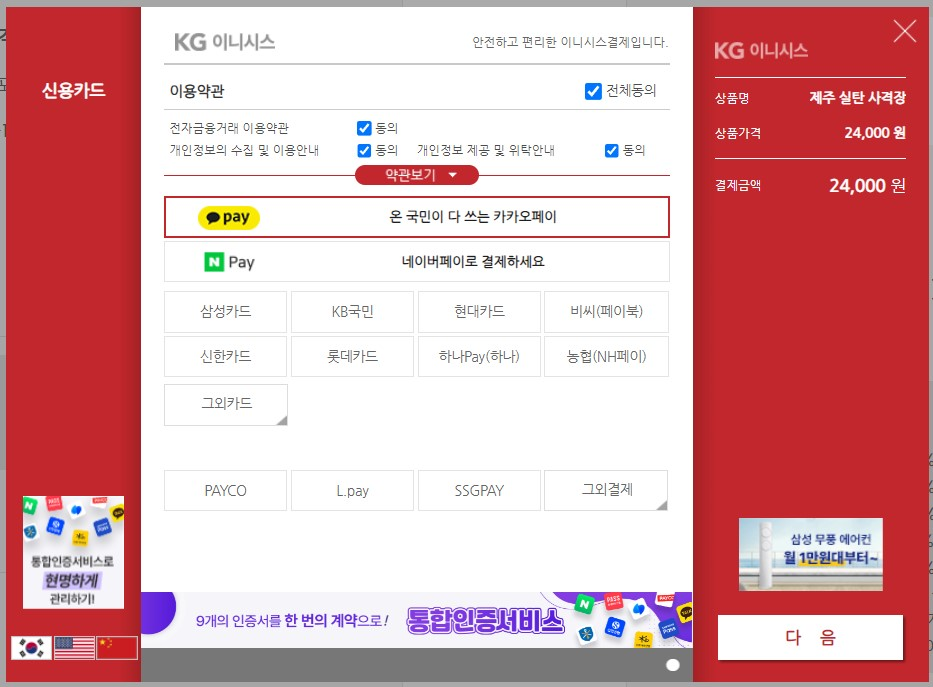 신용카드
KG 이니시스
안전하고 편리한 이니시스결제입니다.
이용약관
전체동의
전자금융거래 이용약관 동의
개인정보의 수집 및 이용안내 동의 개인정보 제공 및 위탁안내 동의
약관보기
pay 온 국민이 다 쓰는 카카오페이
N Pay 네이버페이로 결제하세요
삼성카드 KB국민 현대카드 비씨(페이북)
신한카드 롯데카드 하나Pay(하나) 농협(NH페이)
그외카드
PAYCO L.pay SSGPAY 그외결제
통합인증서비스로
현명하게
관리하기!
9개의 인증서를 한 번의 계약으로! 통합인증서비스
KG 이니시스
상품명 제주 실탄 사격장
상품가격 24,000 원
결제금액 24,000 원
삼성 무풍 에어컨
월 1만원대부터~
다 음